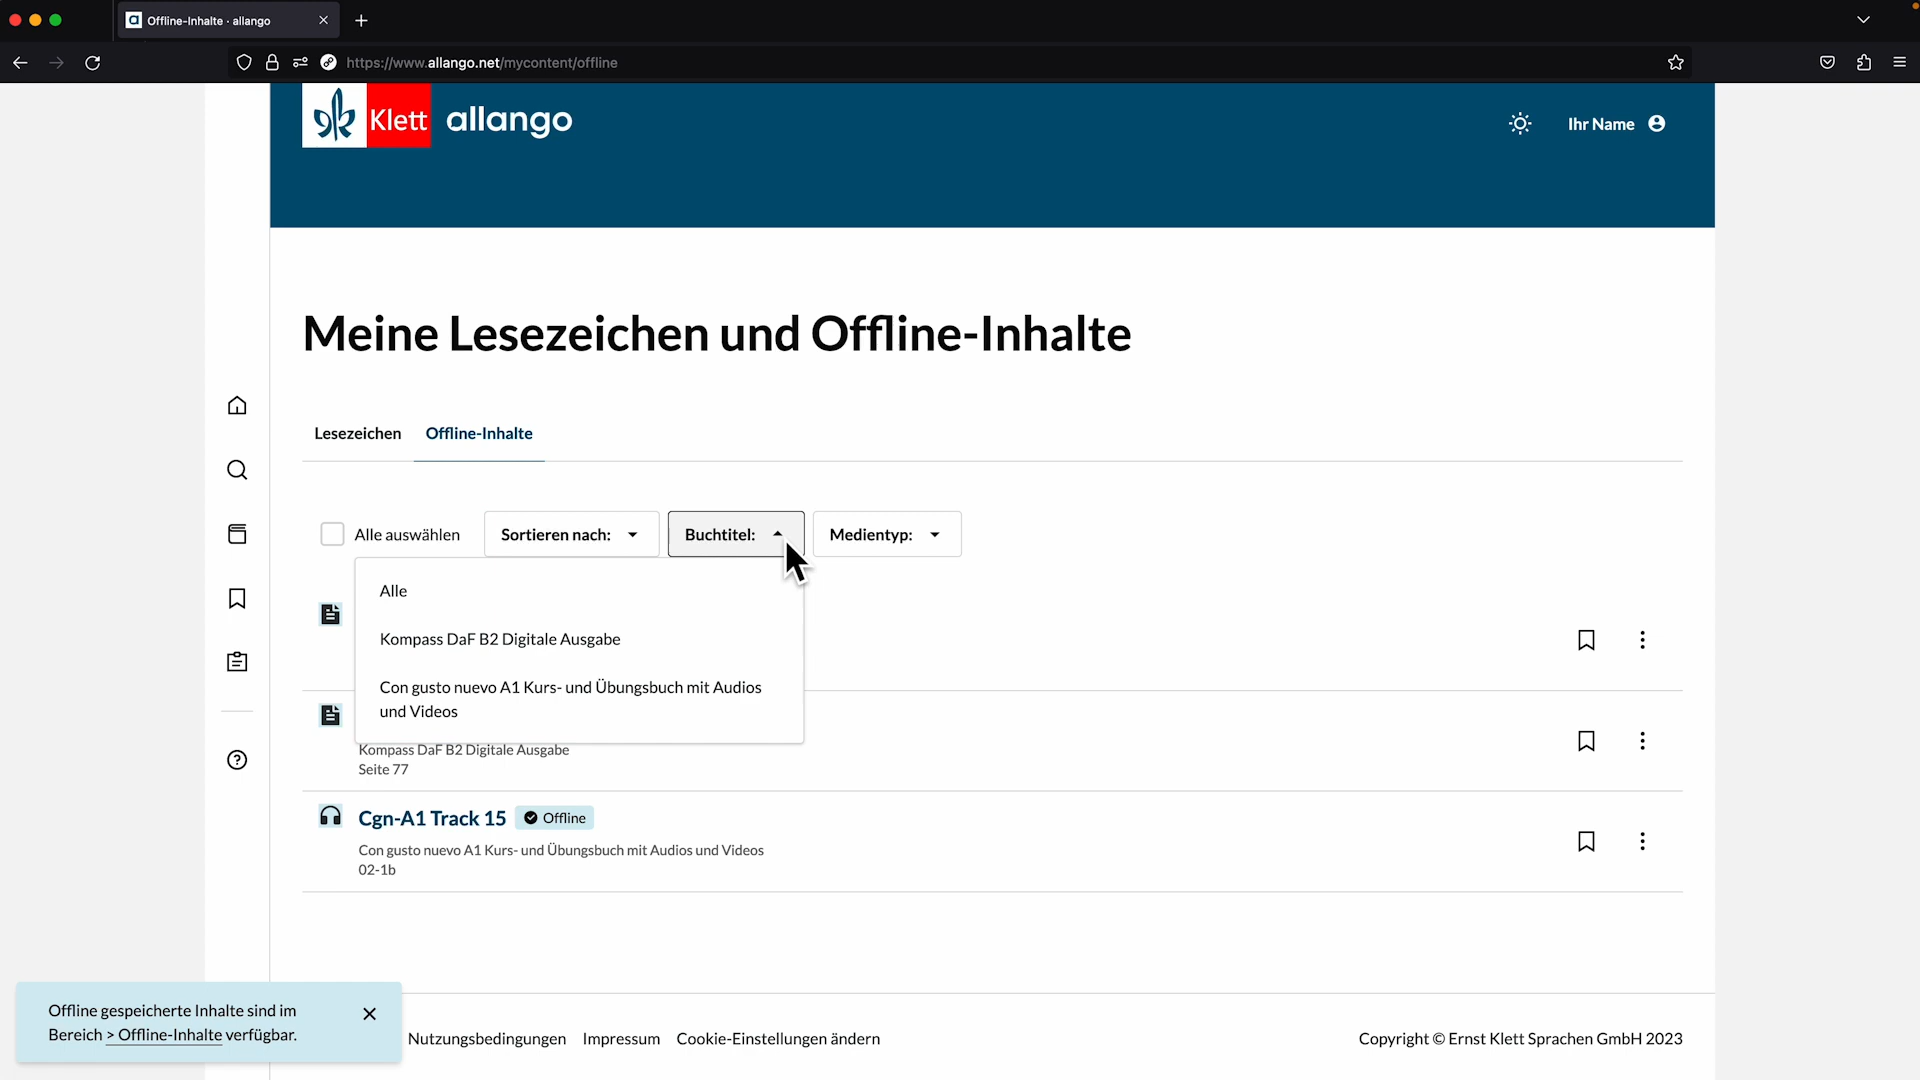 Offline-Inhalte · allango
https://www.allango.net/mycontent/offline
Klett
allango
Ihr Name
Meine Lesezeichen und Offline-Inhalte
Lesezeichen
Offline-Inhalte
Alle auswählen
Sortieren nach:
Buchtitel:
Medientyp:
Alle
Kompass DaF B2 Digitale Ausgabe
Con gusto nuevo A1 Kurs- und Übungsbuch mit Audios
und Videos
Kompass DaF B2 Digitale Ausgabe
Seite 77
Cgn-A1 Track 15
Offline
Con gusto nuevo A1 Kurs- und Übungsbuch mit Audios und Videos
02-1b
Offline gespeicherte Inhalte sind im
Bereich > Offline-Inhalte verfügbar.
Nutzungsbedingungen
Impressum
Cookie-Einstellungen ändern
Copyright © Ernst Klett Sprachen GmbH 2023